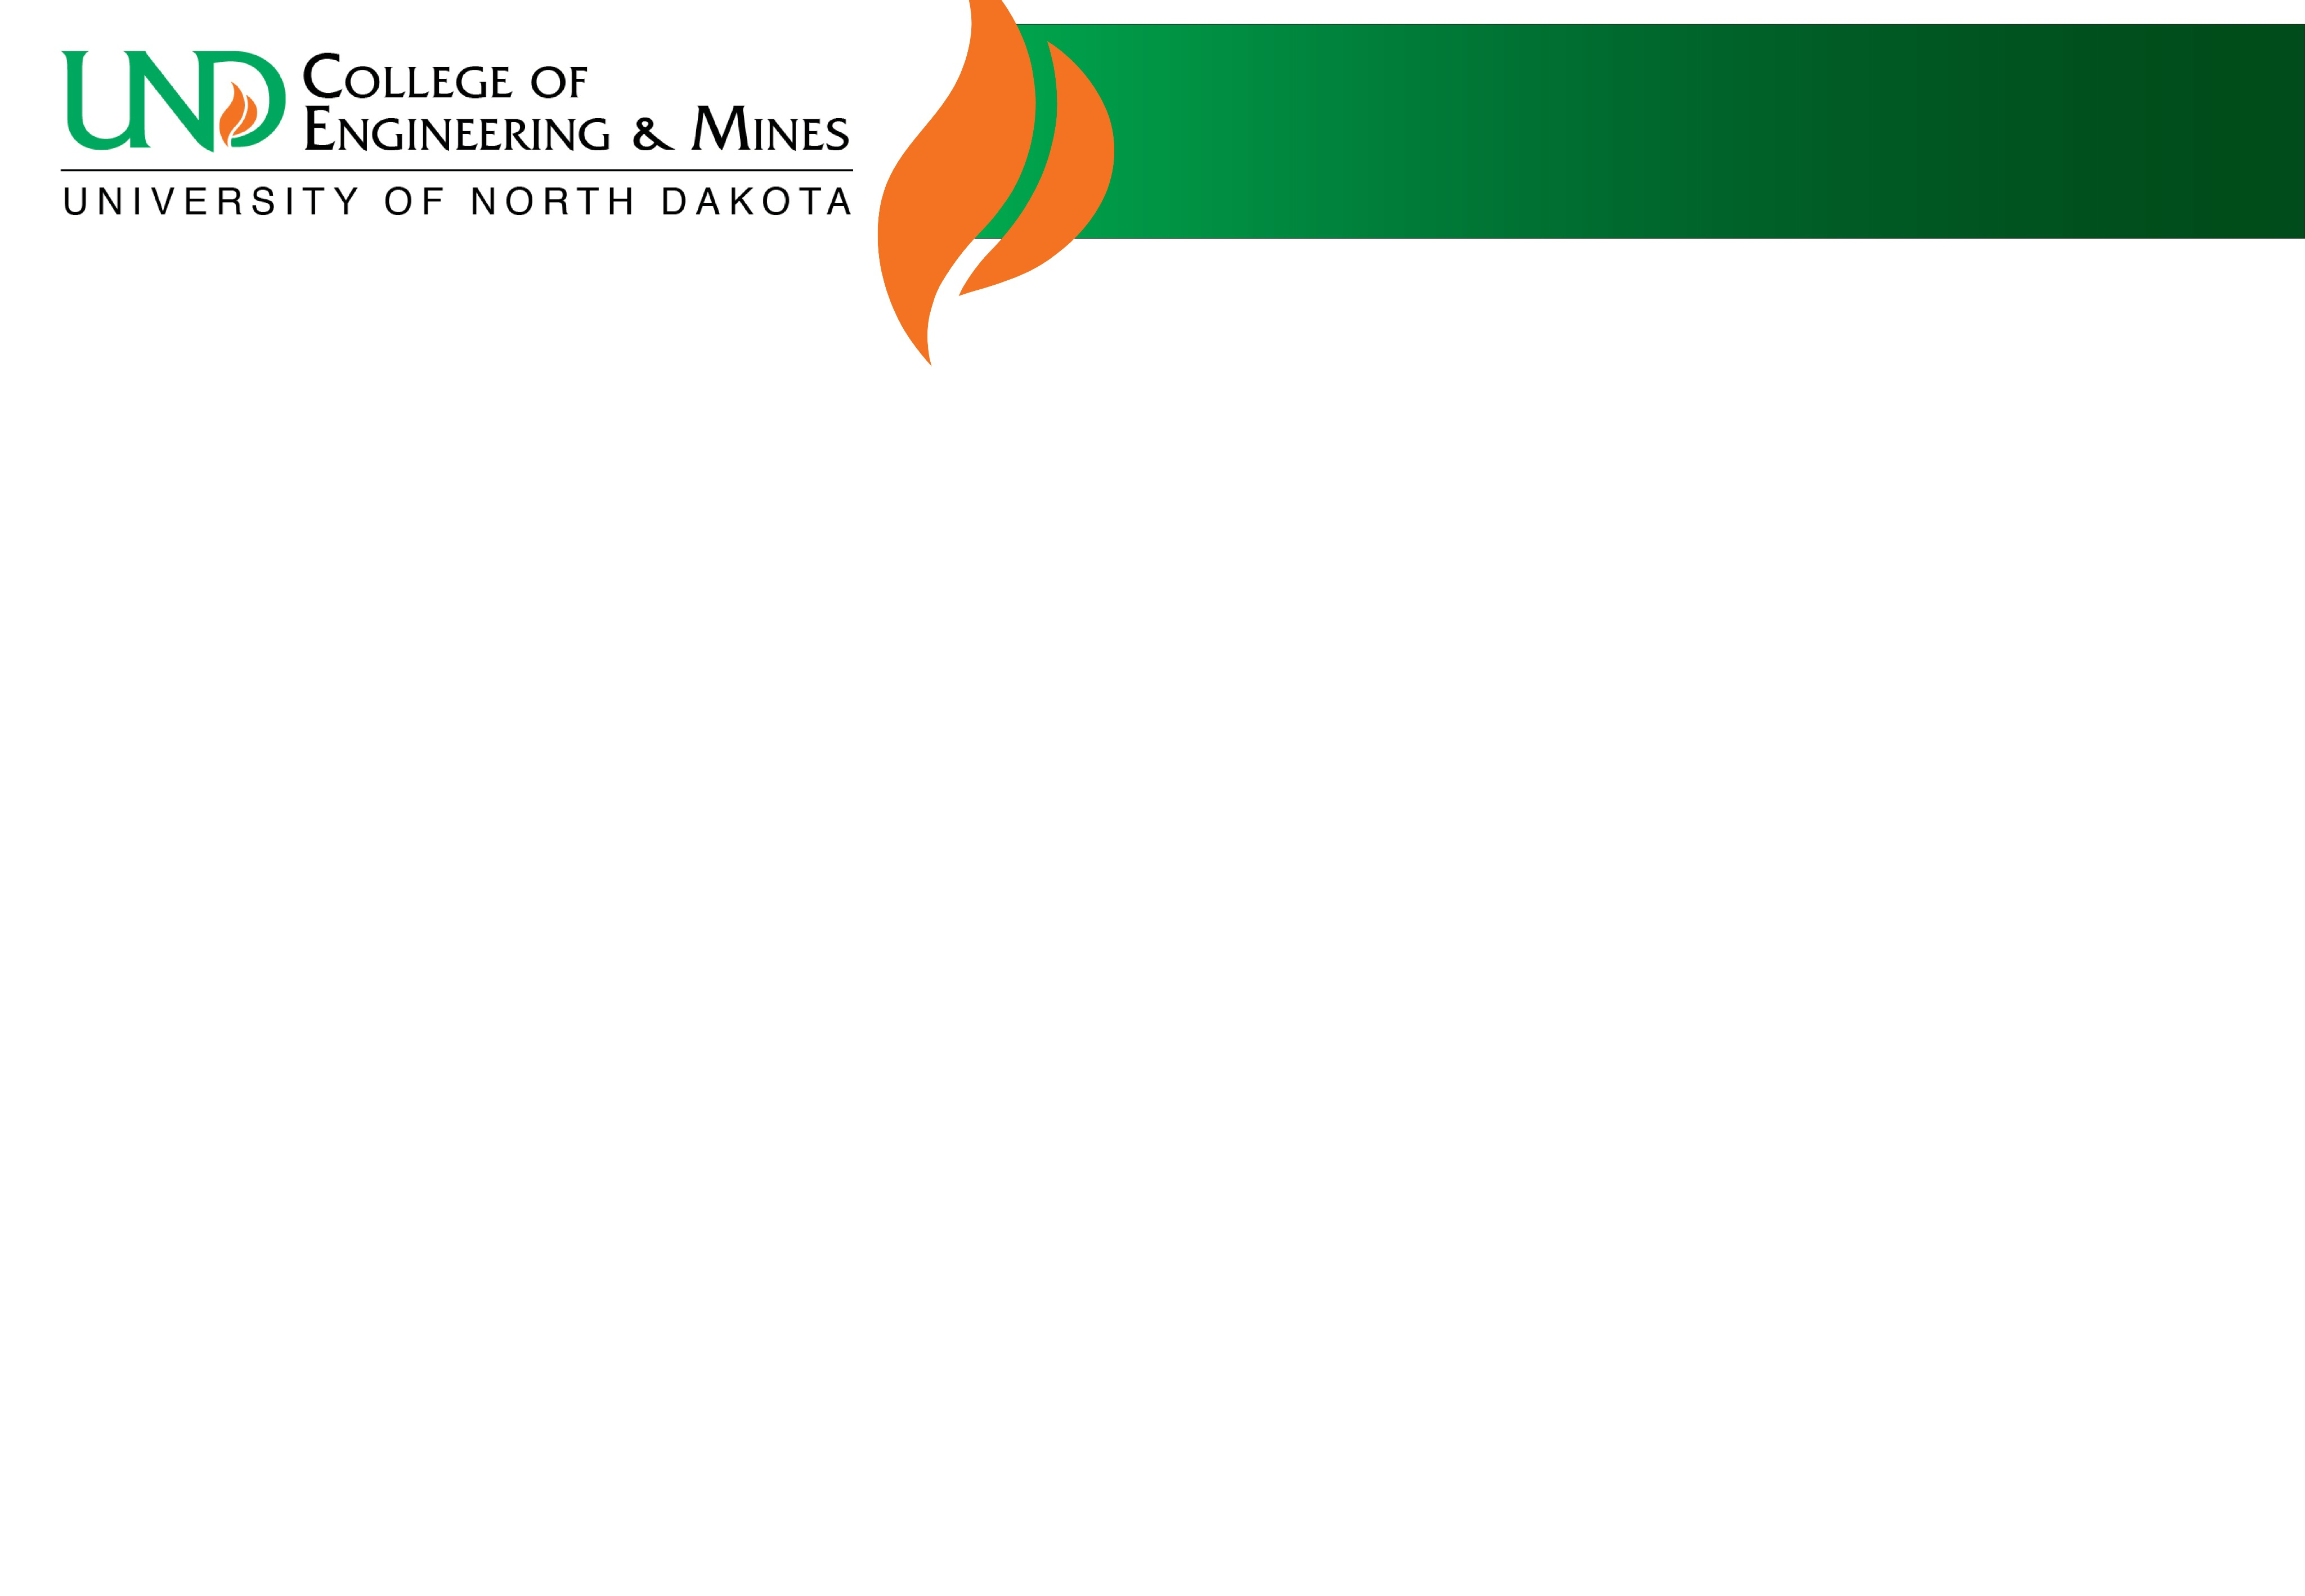 UND College of
Engineering & Mines
UNIVERSITY OF NORTH DAKOTA